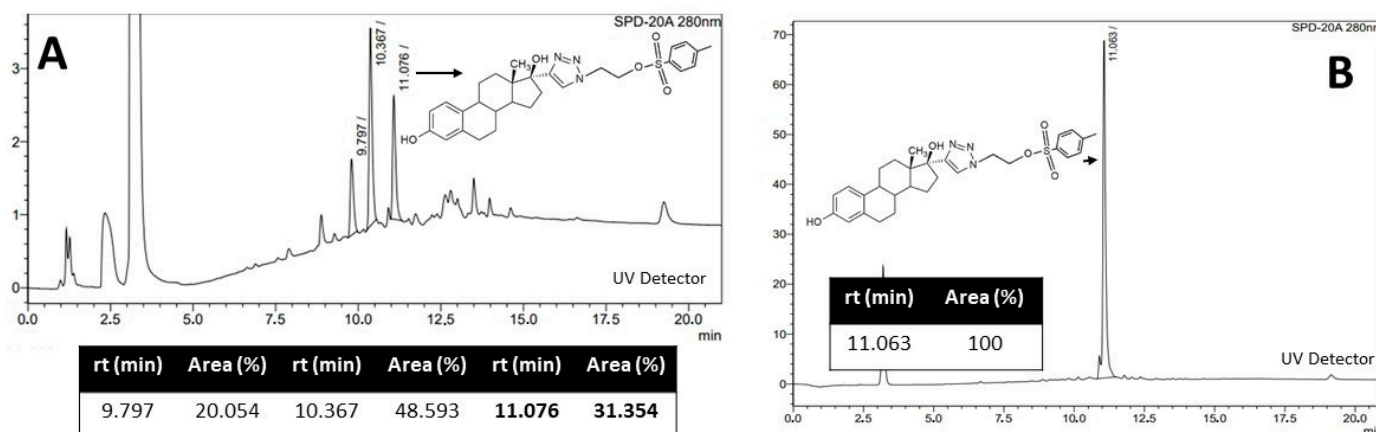 A
SPD-20A 280nm
9.797 /
10.367 /
11.076 /
CH3
OH
N
N
N
O
S
O
O
HO
3
2
1
0
UV Detector
0.0 2.5 5.0 7.5 10.0 12.5 15.0 17.5 20.0
min
rt (min) Area (%) rt (min) Area (%) rt (min) Area (%)
9.797 20.054 10.367 48.593 11.076 31.354
B
SPD-20A 280nm
11.063 /
CH3
OH
N
N
N
O
S
O
O
HO
70
60
50
40
30
20
10
0
rt (min) Area (%)
11.063 100
UV Detector
0.0 2.5 5.0 7.5 10.0 12.5 15.0 17.5 20.0